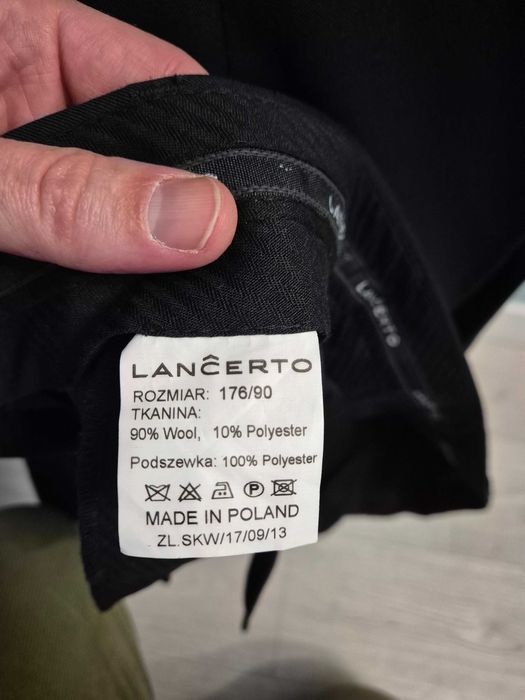 LANCERTO
LANĈERTO
ROZMIAR: 176/90
TKANINA:
90% Wool, 10% Polyester
Podszewka: 100% Polyester
MADE IN POLAND
ZL.SKW/17/09/13